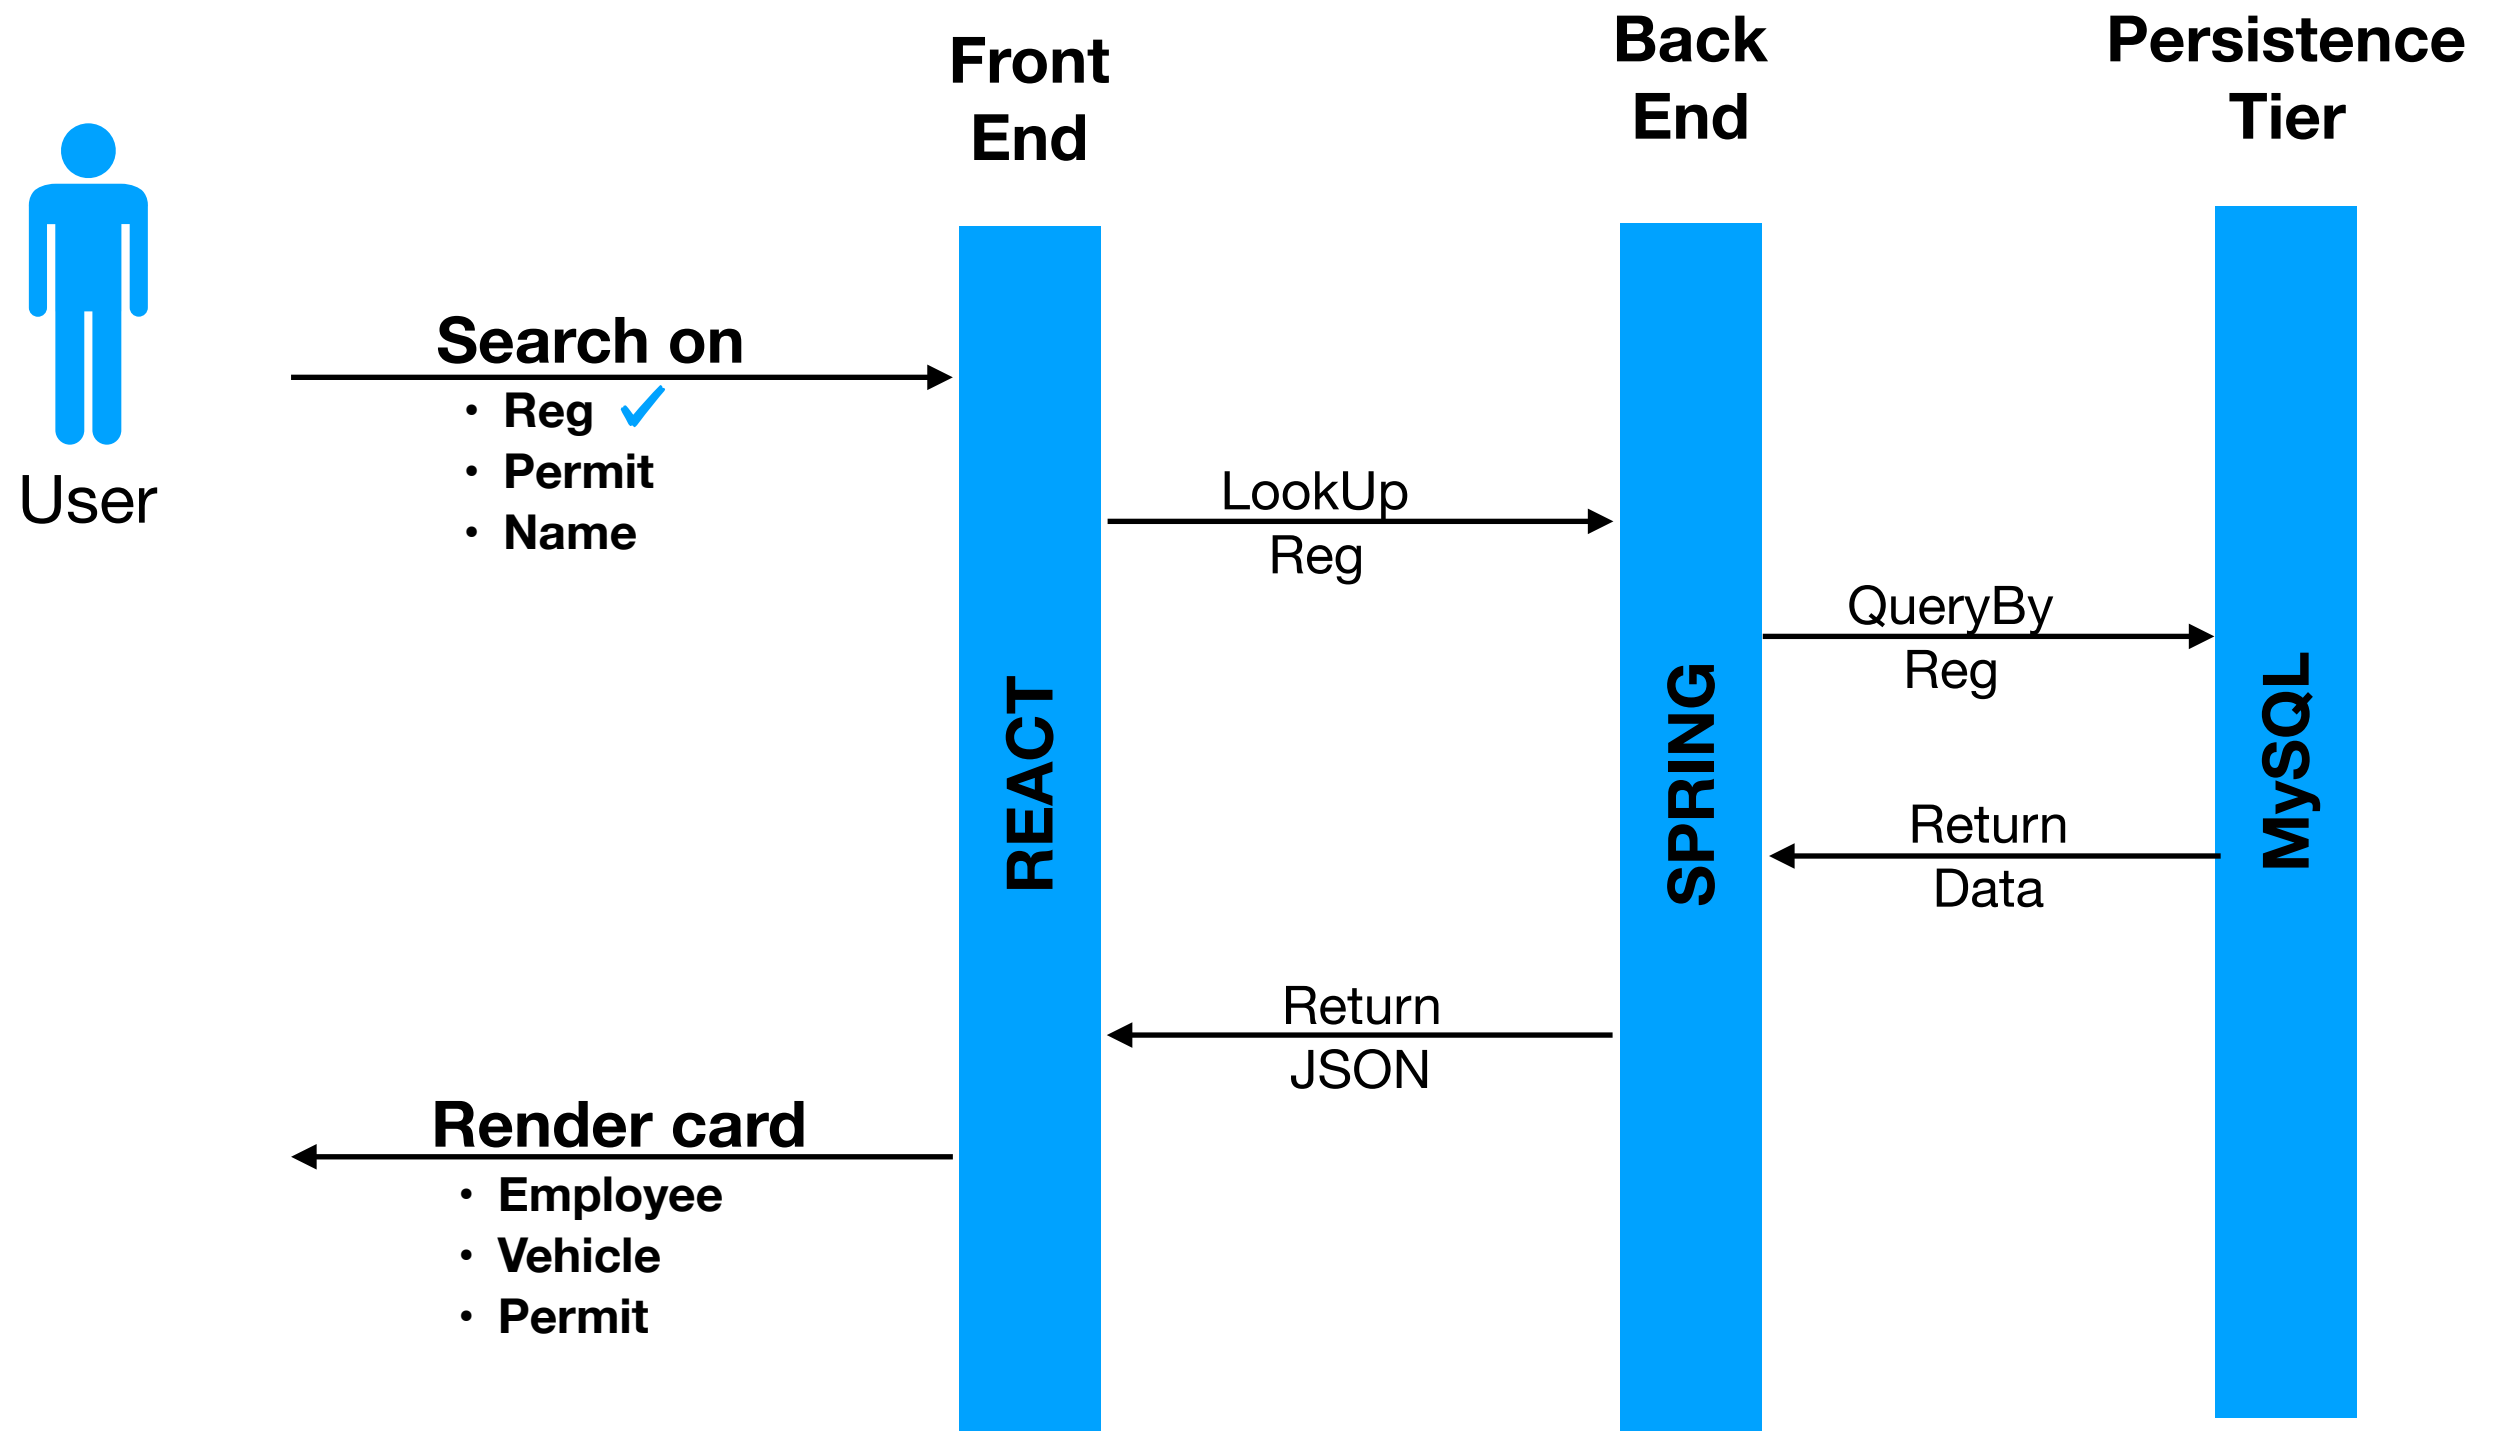 Front
End
Back
End
Persistence
Tier
User
Search on
• Reg ✓
• Permit
• Name
LookUp
Reg
QueryBy
Reg
REACT
SPRING
MySQL
Return
Data
Return
JSON
Render card
• Employee
• Vehicle
• Permit